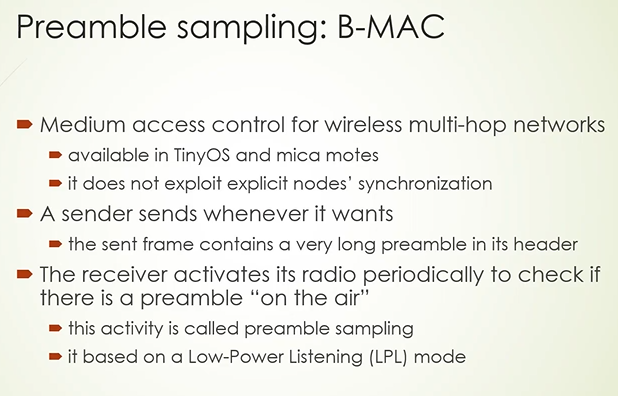 Preamble sampling: B-MAC
Medium access control for wireless multi-hop networks
available in TinyOS and mica motes
it does not exploit explicit nodes’ synchronization
A sender sends whenever it wants
the sent frame contains a very long preamble in its header
The receiver activates its radio periodically to check if
there is a preamble “on the air”
this activity is called preamble sampling
it based on a Low-Power Listening (LPL) mode